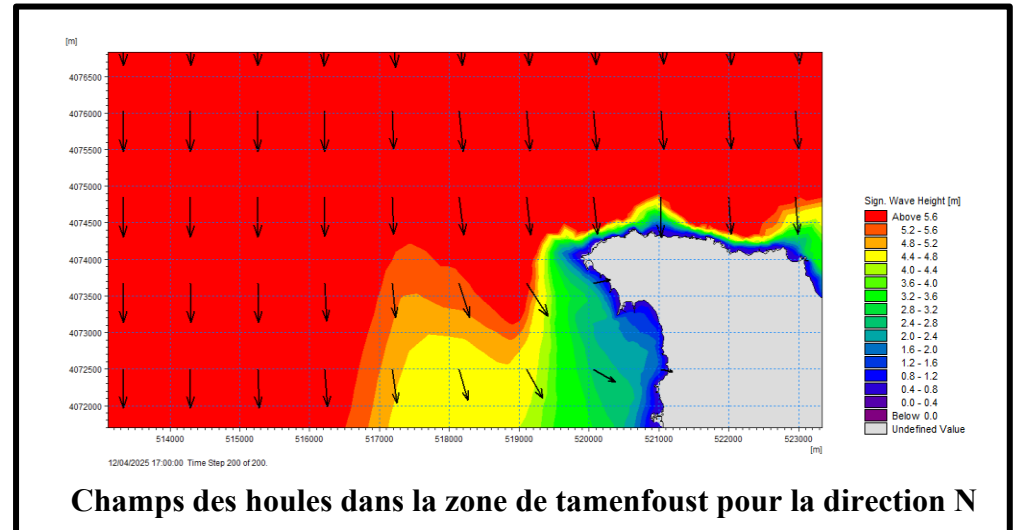 [m]
4076500
4076000
4075500
4075000
4074500
4074000
4073500
4073000
4072500
4072000
514000 515000 516000 517000 518000 519000 520000 521000 522000 523000
[m]
Sign. Wave Height [m]
Above 5.6
5.2 - 5.6
4.8 - 5.2
4.4 - 4.8
4.0 - 4.4
3.6 - 4.0
3.2 - 3.6
2.8 - 3.2
2.4 - 2.8
2.0 - 2.4
1.6 - 2.0
1.2 - 1.6
0.8 - 1.2
0.4 - 0.8
0.0 - 0.4
Below 0.0
Undefined Value
12/04/2025 17:00:00 Time Step 200 of 200.
Champs des houles dans la zone de tamenfoust pour la direction N